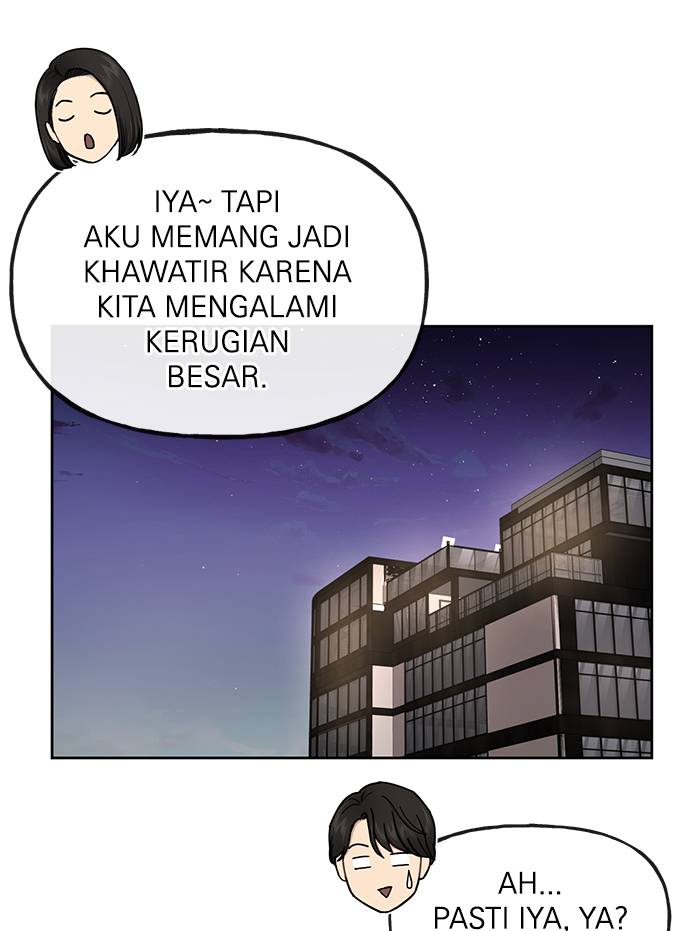 IYA~ TAPI
AKU MEMANG JADI
KHAWATIR KARENA
KITA MENGALAMI
KERUGIAN
BESAR.
AH...
PASTI IYA, YA?